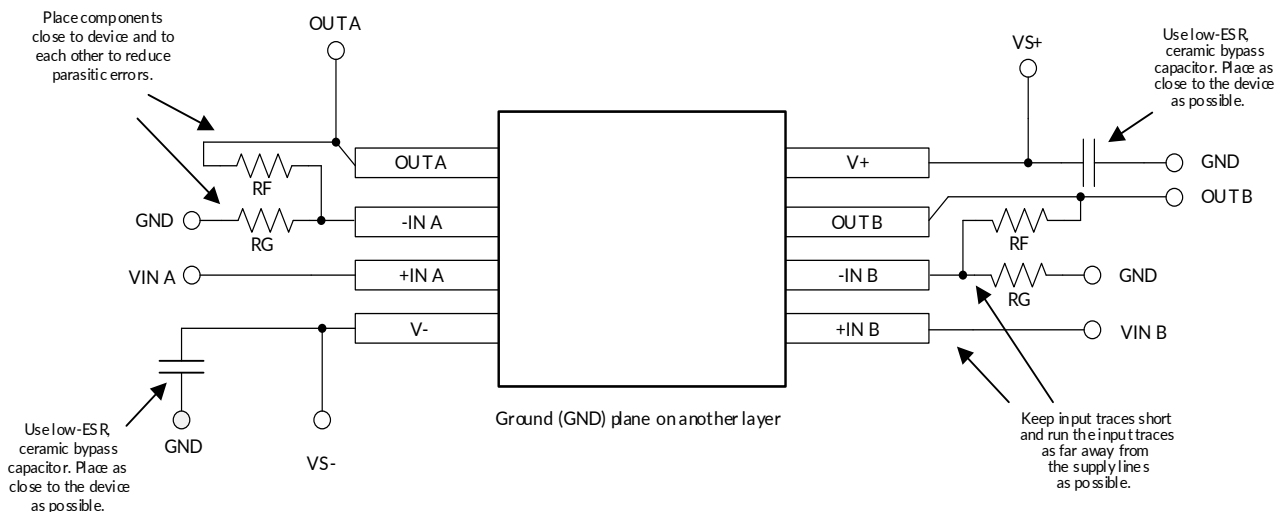 Place components
close to device and to
each other to reduce
parasitic errors.
OUT A
VS+
Use low-ESR,
ceramic bypass
capacitor. Place as
close to the device
as possible.
OUT A
V+
GND
RF
OUT B
OUT B
GND
-IN A
RF
RG
VIN A
+IN A
-IN B
GND
RG
V-
+IN B
VIN B
Ground (GND) plane on another layer
Keep input traces short
and run the input traces
as far away from
the supply lines
as possible.
Use low-ESR,
ceramic bypass
capacitor. Place as
close to the device
as possible.
GND
VS-